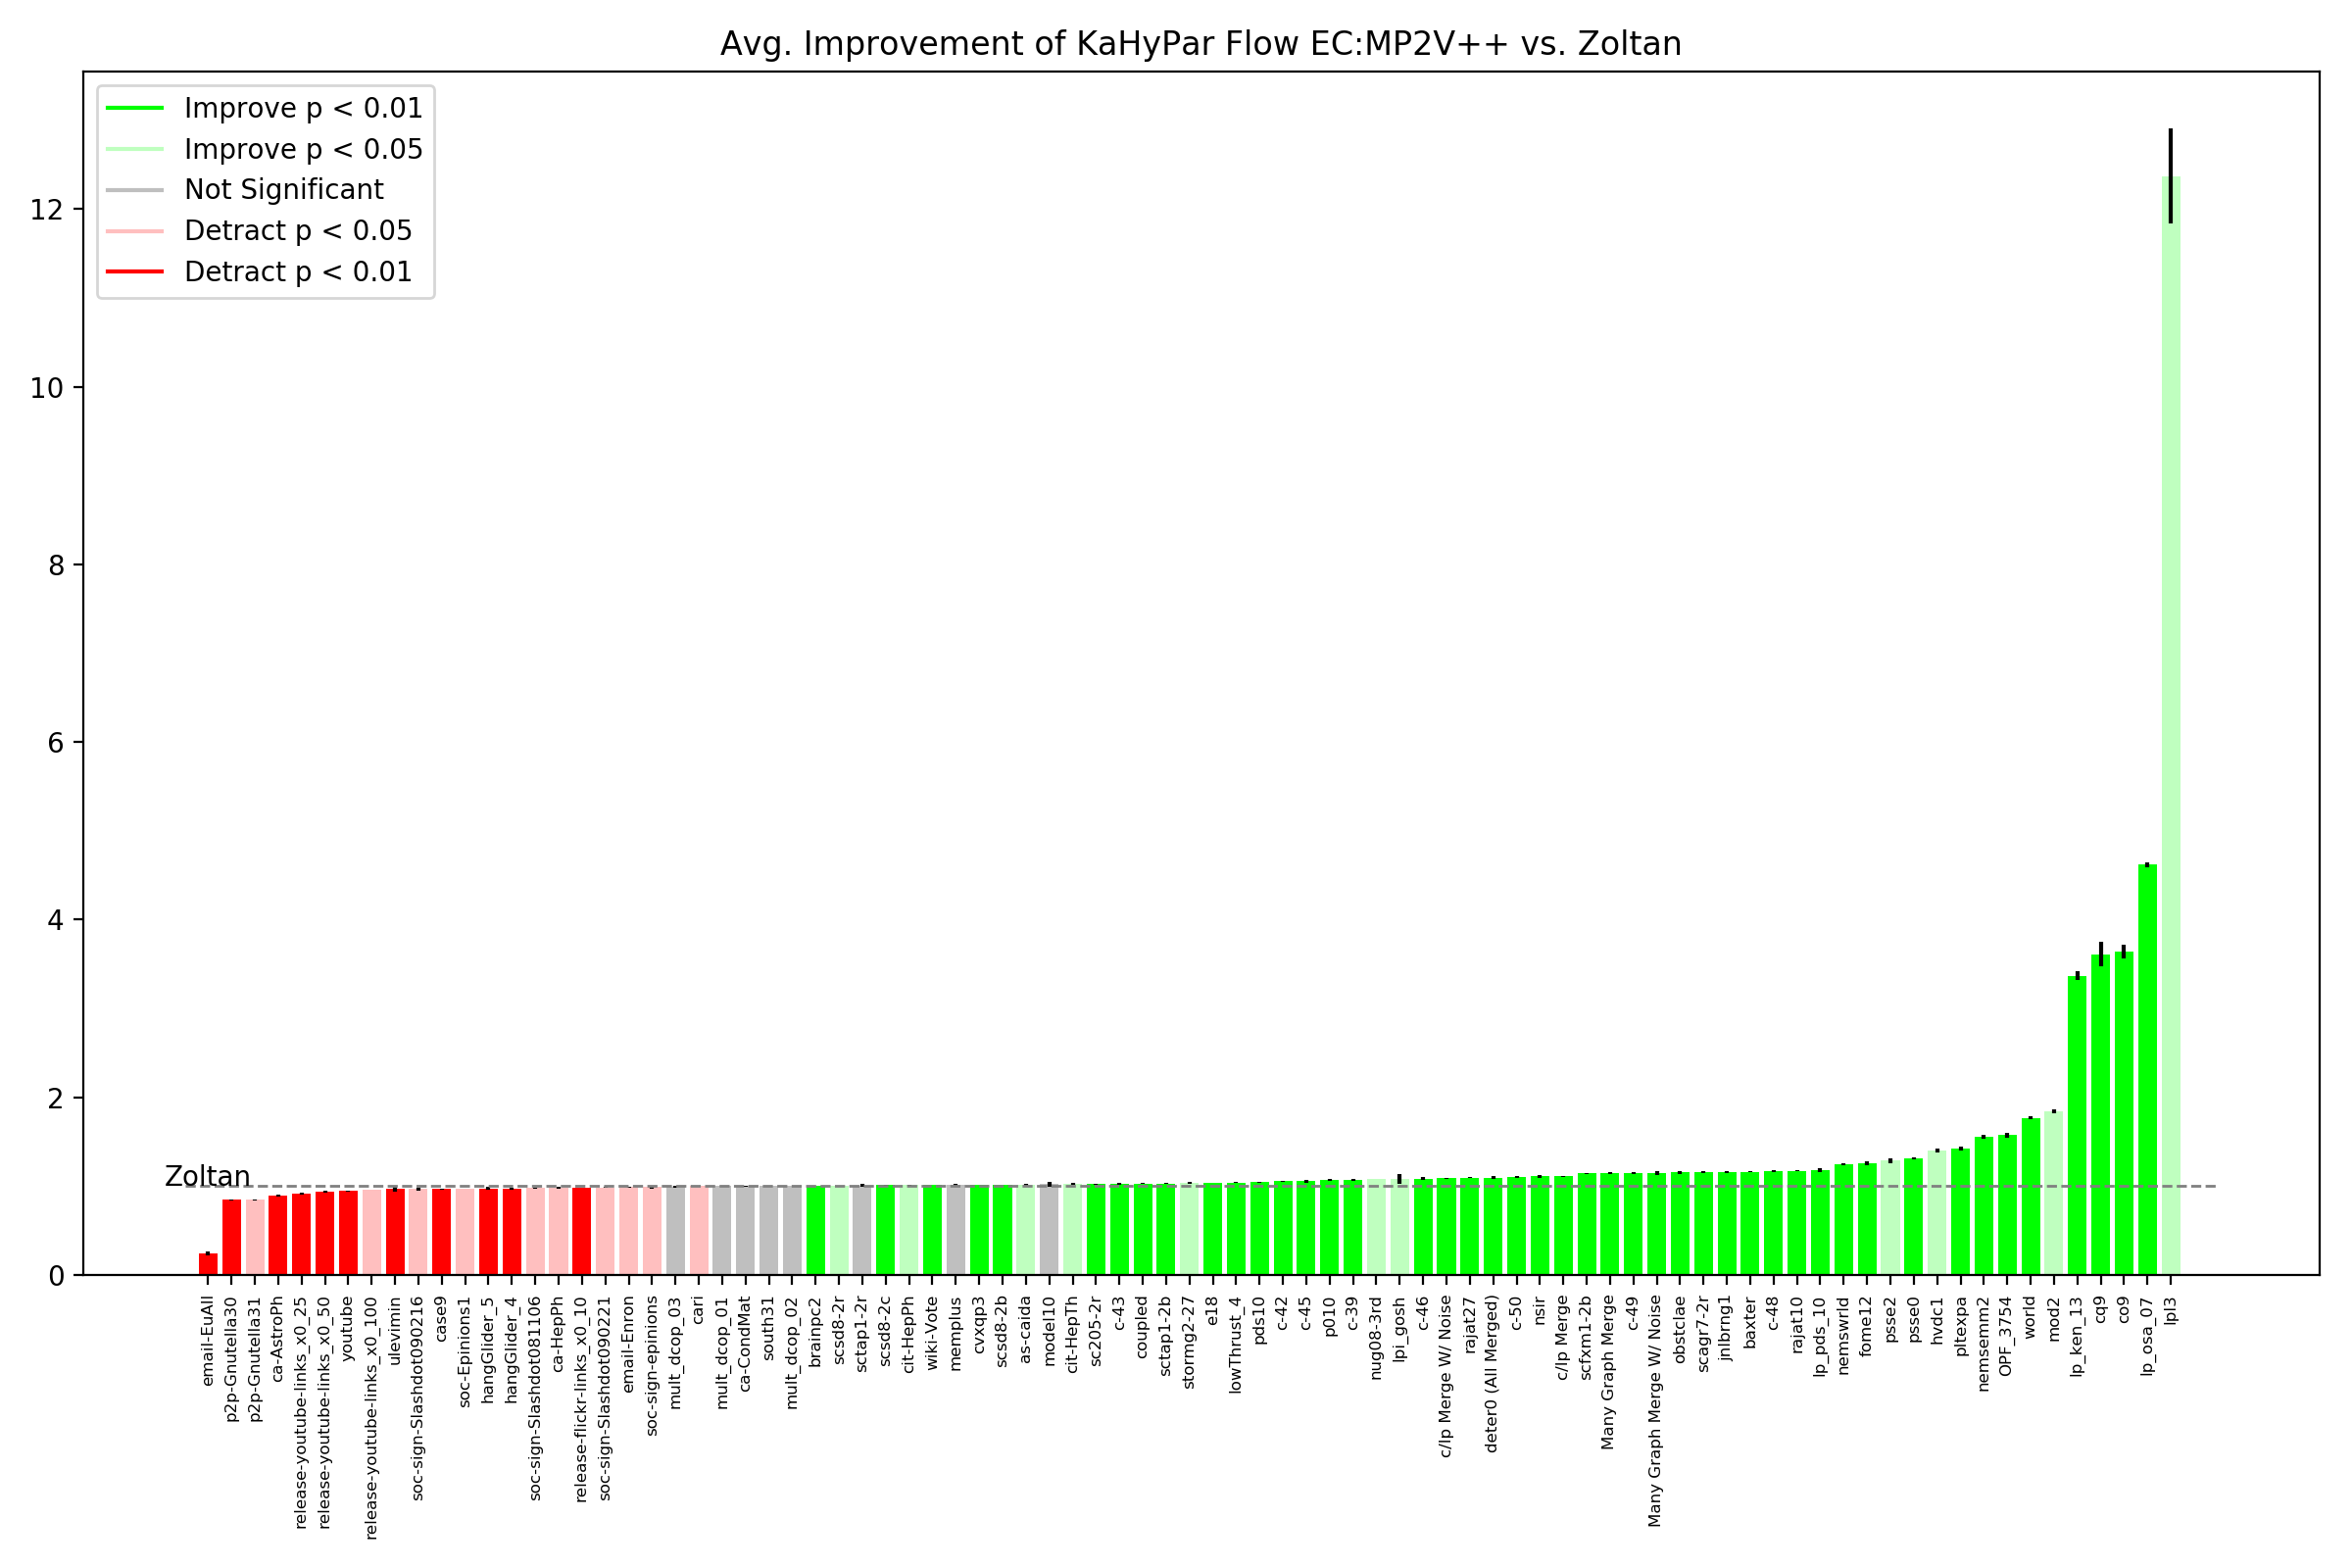 Avg. Improvement of KaHyPar Flow EC:MP2V++ vs. Zoltan
Improve p < 0.01
Improve p < 0.05
Not Significant
Detract p < 0.05
Detract p < 0.01
12
10
8
6
4
2
0
Zoltan
email-EuAll
p2p-Gnutella30
p2p-Gnutella31
ca-AstroPh
release-youtube-links_x0_25
release-youtube-links_x0_50
youtube
release-youtube-links_x0_100
ulevimin
soc-sign-Slashdot090216
case9
soc-Epinions1
hangGlider_5
hangGlider_4
soc-sign-Slashdot081106
ca-HepPh
release-flickr-links_x0_10
soc-sign-Slashdot090221
email-Enron
soc-sign-epinions
mult_dcop_03
cari
mult_dcop_01
ca-CondMat
south31
mult_dcop_02
brainpc2
scsd8-2r
sctap1-2r
scsd8-2c
cit-HepPh
wiki-Vote
memplus
cvxqp3
scsd8-2b
as-caida
model10
cit-HepTh
sc205-2r
c-43
coupled
sctap1-2b
stormg2-27
e18
lowThrust_4
pds10
c-42
c-45
p010
c-39
nug08-3rd
lpi_gosh
c-46
c/lp Merge W/ Noise
rajat27
deter0 (All Merged)
c-50
nsir
c/lp Merge
scfxm1-2b
Many Graph Merge
c-49
Many Graph Merge W/ Noise
obstclae
scagr7-2r
jnlbrng1
baxter
c-48
rajat10
lp_pds_10
nemswrld
fome12
psse2
psse0
hvdc1
pltexpa
nemsemm2
OPF_3754
world
mod2
lp_ken_13
cq9
co9
lp_osa_07
lpl3